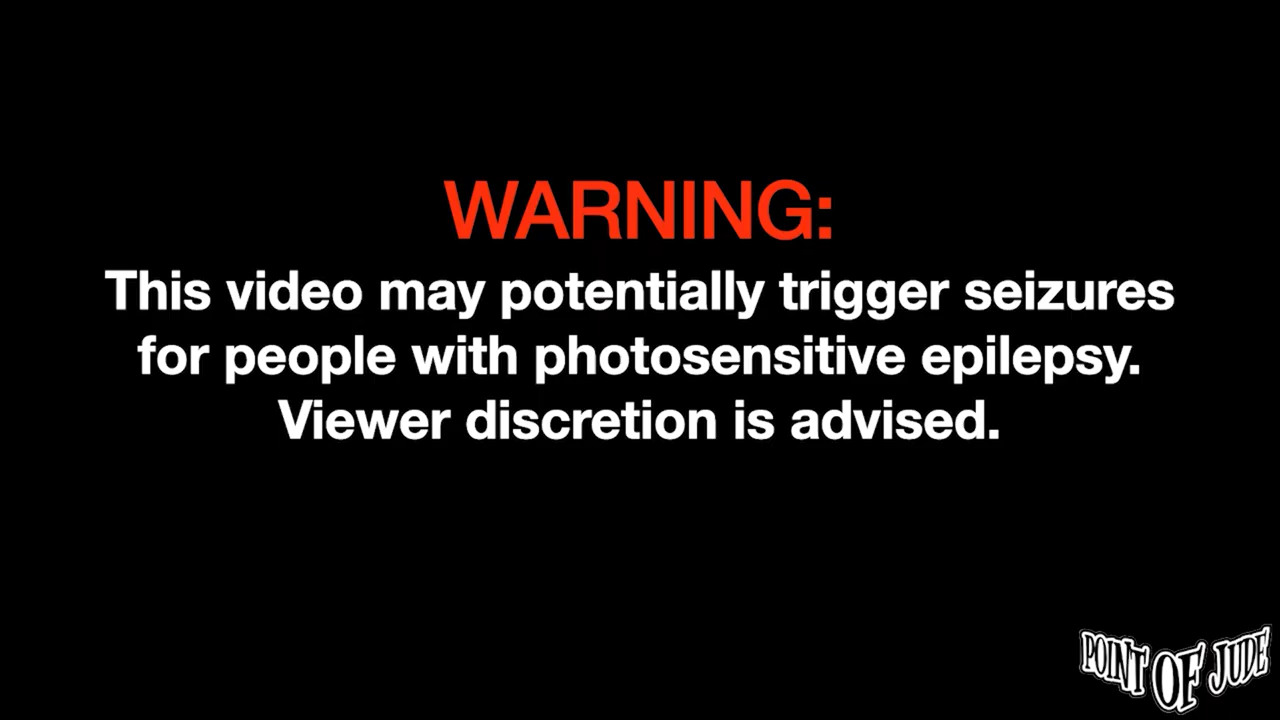 WARNING:
This video may potentially trigger seizures
for people with photosensitive epilepsy.
Viewer discretion is advised.
POINT OF JUDE